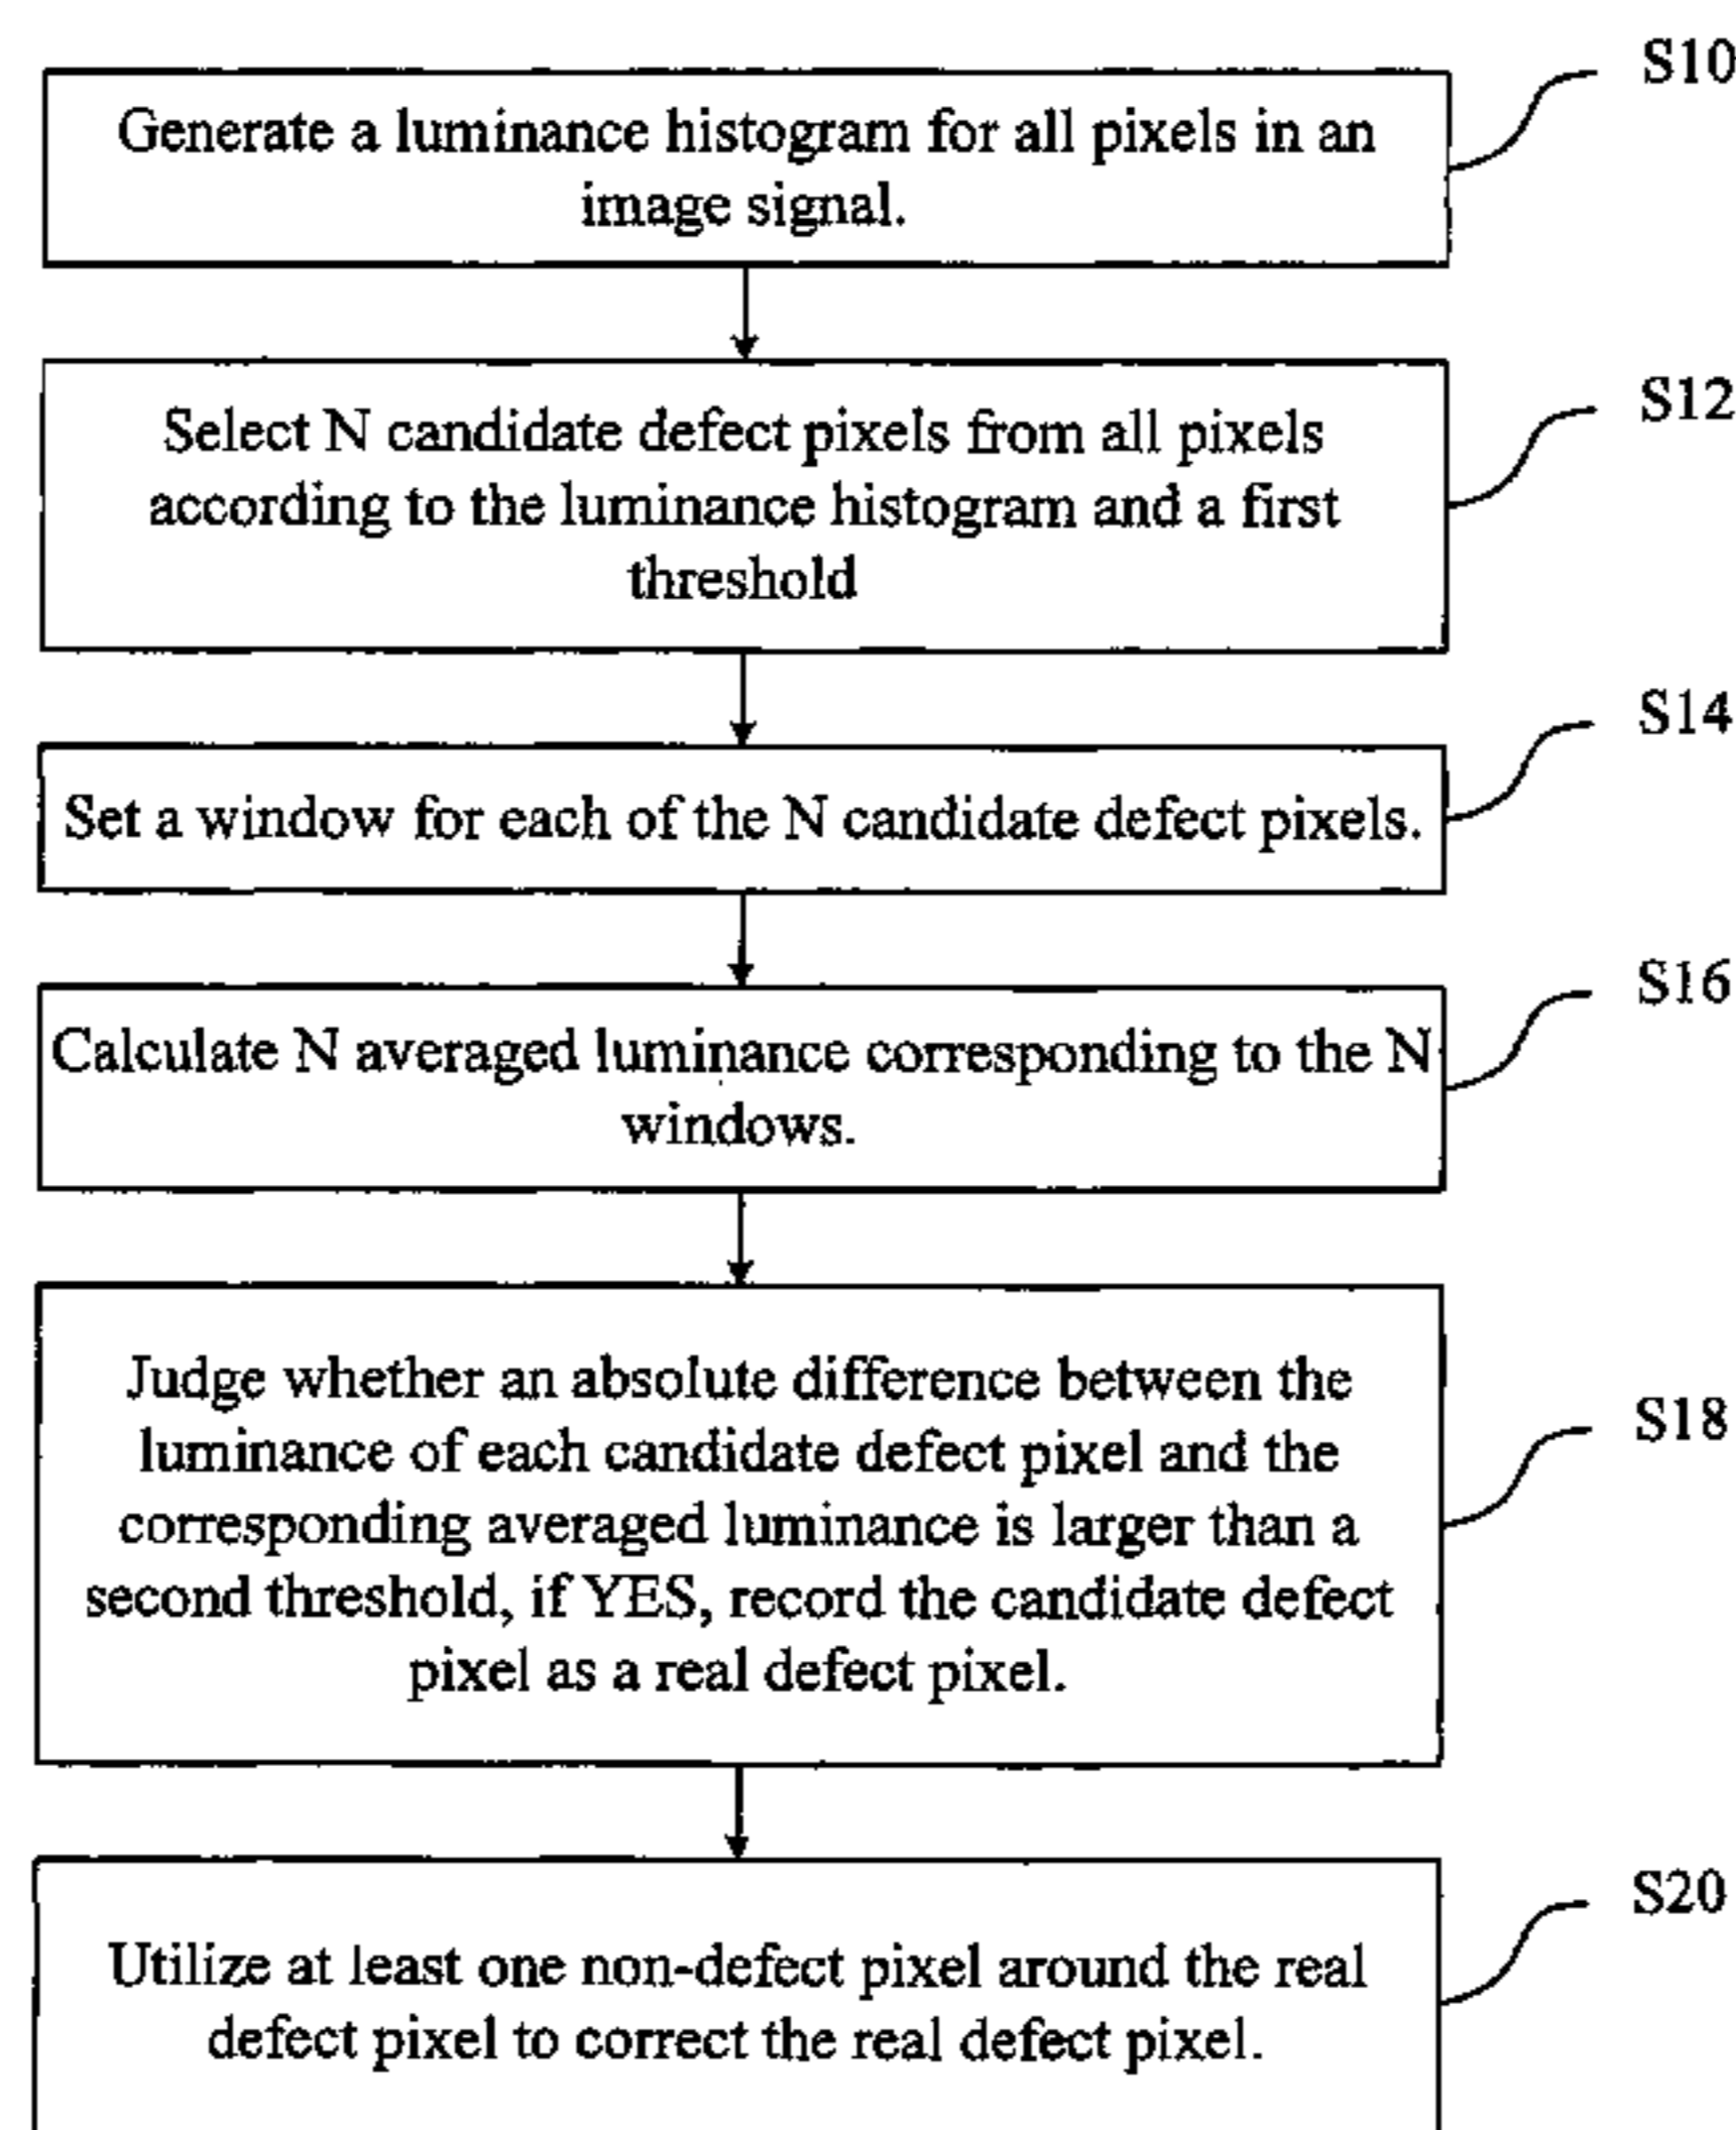 S10
Generate a luminance histogram for all pixels in an
image signal.
S12
Select N candidate defect pixels from all pixels
according to the luminance histogram and a first
threshold
S14
Set a window for each of the N candidate defect pixels.
S16
Calculate N averaged luminance corresponding to the N
windows.
Judge whether an absolute difference between the
S18
luminance of each candidate defect pixel and the
corresponding averaged luminance is larger than a
second threshold, if YES, record the candidate defect
pixel as a real defect pixel.
S20
Utilize at least one non-defect pixel around the real
defect pixel to correct the real defect pixel.